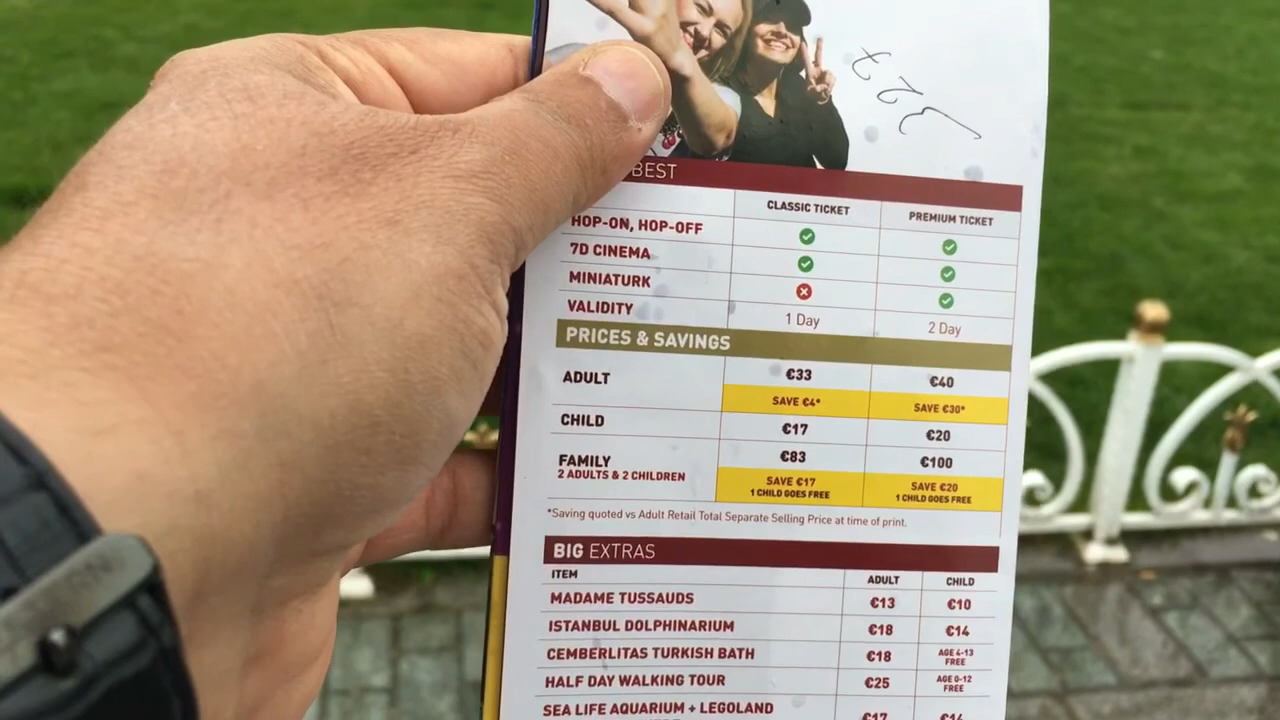 BEST
CLASSIC TICKET PREMIUM TICKET
HOP-ON, HOP-OFF
7D CINEMA
MINIATURK
VALIDITY 1 Day 2 Day
PRICES & SAVINGS
ADULT €33 €40
SAVE €4* SAVE €30*
CHILD €17 €20
FAMILY €83 €100
2 ADULTS & 2 CHILDREN SAVE €17 SAVE €20
1 CHILD GOES FREE 1 CHILD GOES FREE
*Saving quoted vs Adult Retail Total Separate Selling Price at time of print.
BIG EXTRAS
ITEM ADULT CHILD
MADAME TUSSAUDS €13 €10
ISTANBUL DOLPHINARIUM €18 €14
CEMBERLITAS TURKISH BATH €18 AGE 4-13 FREE
HALF DAY WALKING TOUR €25 AGE 0-12 FREE
SEA LIFE AQUARIUM + LEGOLAND €17 €14